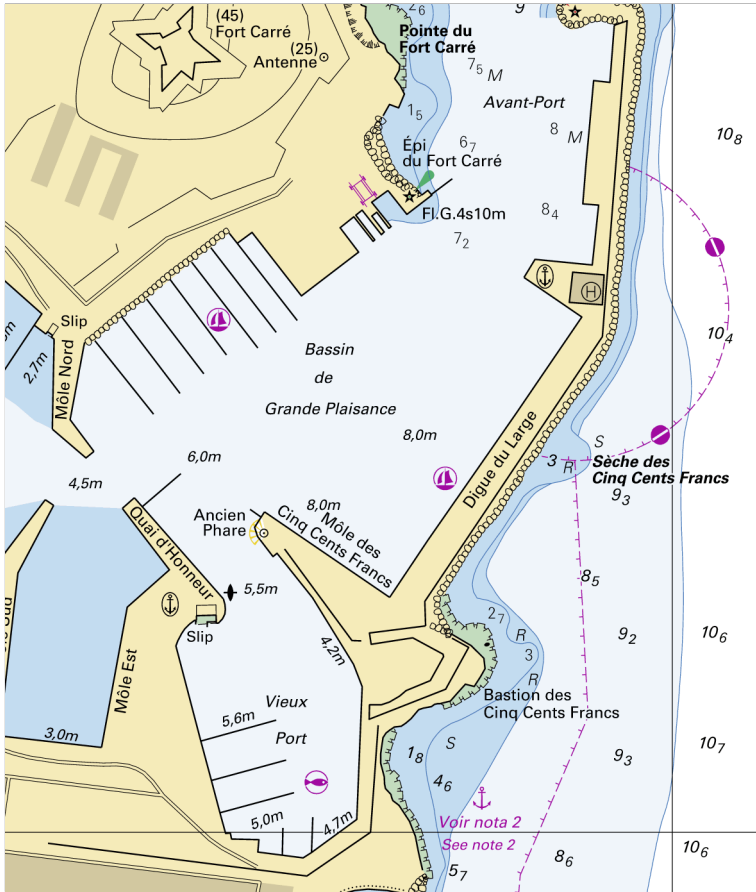 2₆
9
(45)
Fort Carré
Pointe du
Fort Carré
(25)
Antenne
7₅
M
Avant-Port
1₅
8
M
10₈
6₇
Épi
du Fort Carré
Fl.G.4s10m
8₄
7₂
H
Slip
2,7m
Môle Nord
10₄
Bassin
de
Grande Plaisance
8,0m
Digue du Large
S
3
R
Sèche des
Cinq Cents Francs
6,0m
4,5m
9₃
8,0m
Môle des
Cinq Cents Francs
Ancien
Phare
Quai d'Honneur
5,5m
8₅
2₇
R
9₂
10₆
3
R
Slip
4,2m
Môle Est
Bastion des
Cinq Cents Francs
Vieux
Port
5,6m
3,0m
1₈
S
9₃
10₇
4₆
Voir nota 2
See note 2
5,0m
4,7m
8₆
10₆
5₇